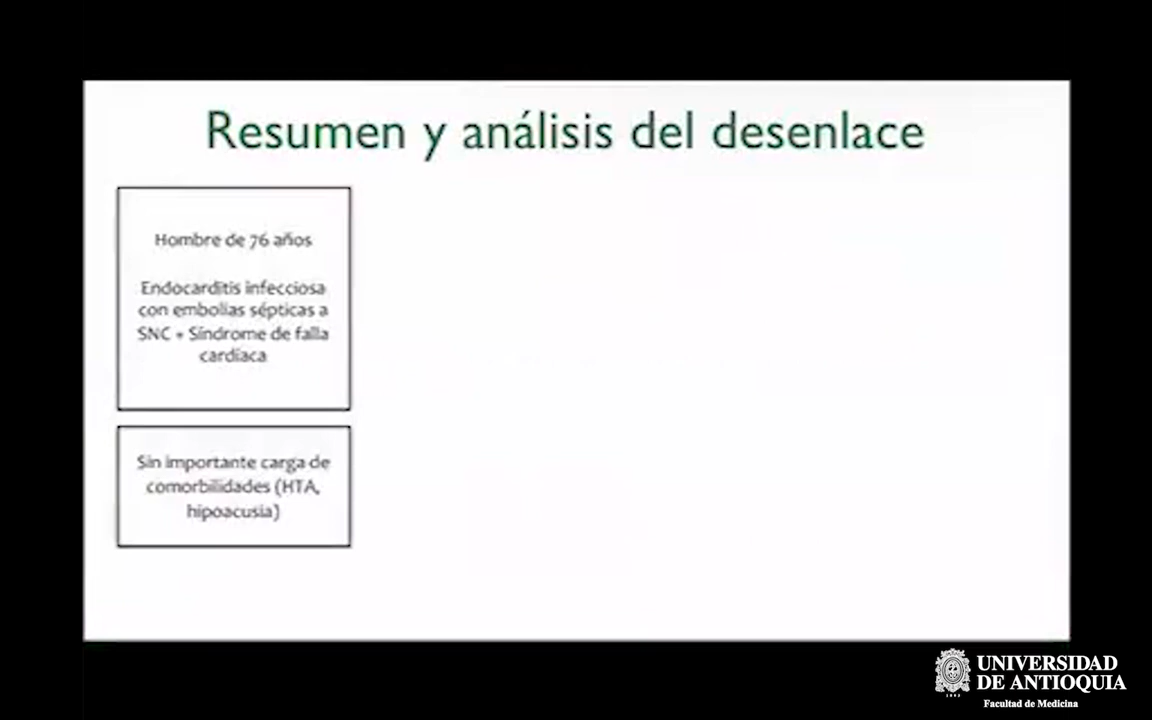 Resumen y análisis del desenlace
Hombre de 76 años
Endocarditis infecciosa
con embolias sépticas a
SNC + Síndrome de falla
cardíaca
Sin importante carga de
comorbilidades (HTA,
hipoacusia)
UNIVERSIDAD
DE ANTIOQUIA
Facultad de Medicina